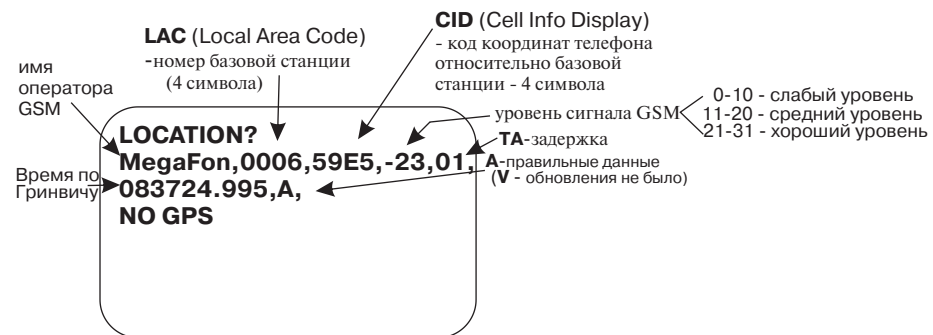 CID (Cell Info Display)
- код координат телефона
относительно базовой
станции - 4 символа
LAC (Local Area Code)
-номер базовой станции
(4 символа)
имя
оператора
GSM
уровень сигнала GSM
0-10 - слабый уровень
11-20 - средний уровень
21-31 - хороший уровень
TA-задержка
A-правильные данные
(V - обновления не было)
Время по
Гринвичу
LOCATION?
MegaFon,0006,59E5,-23,01,
083724.995,A,
NO GPS